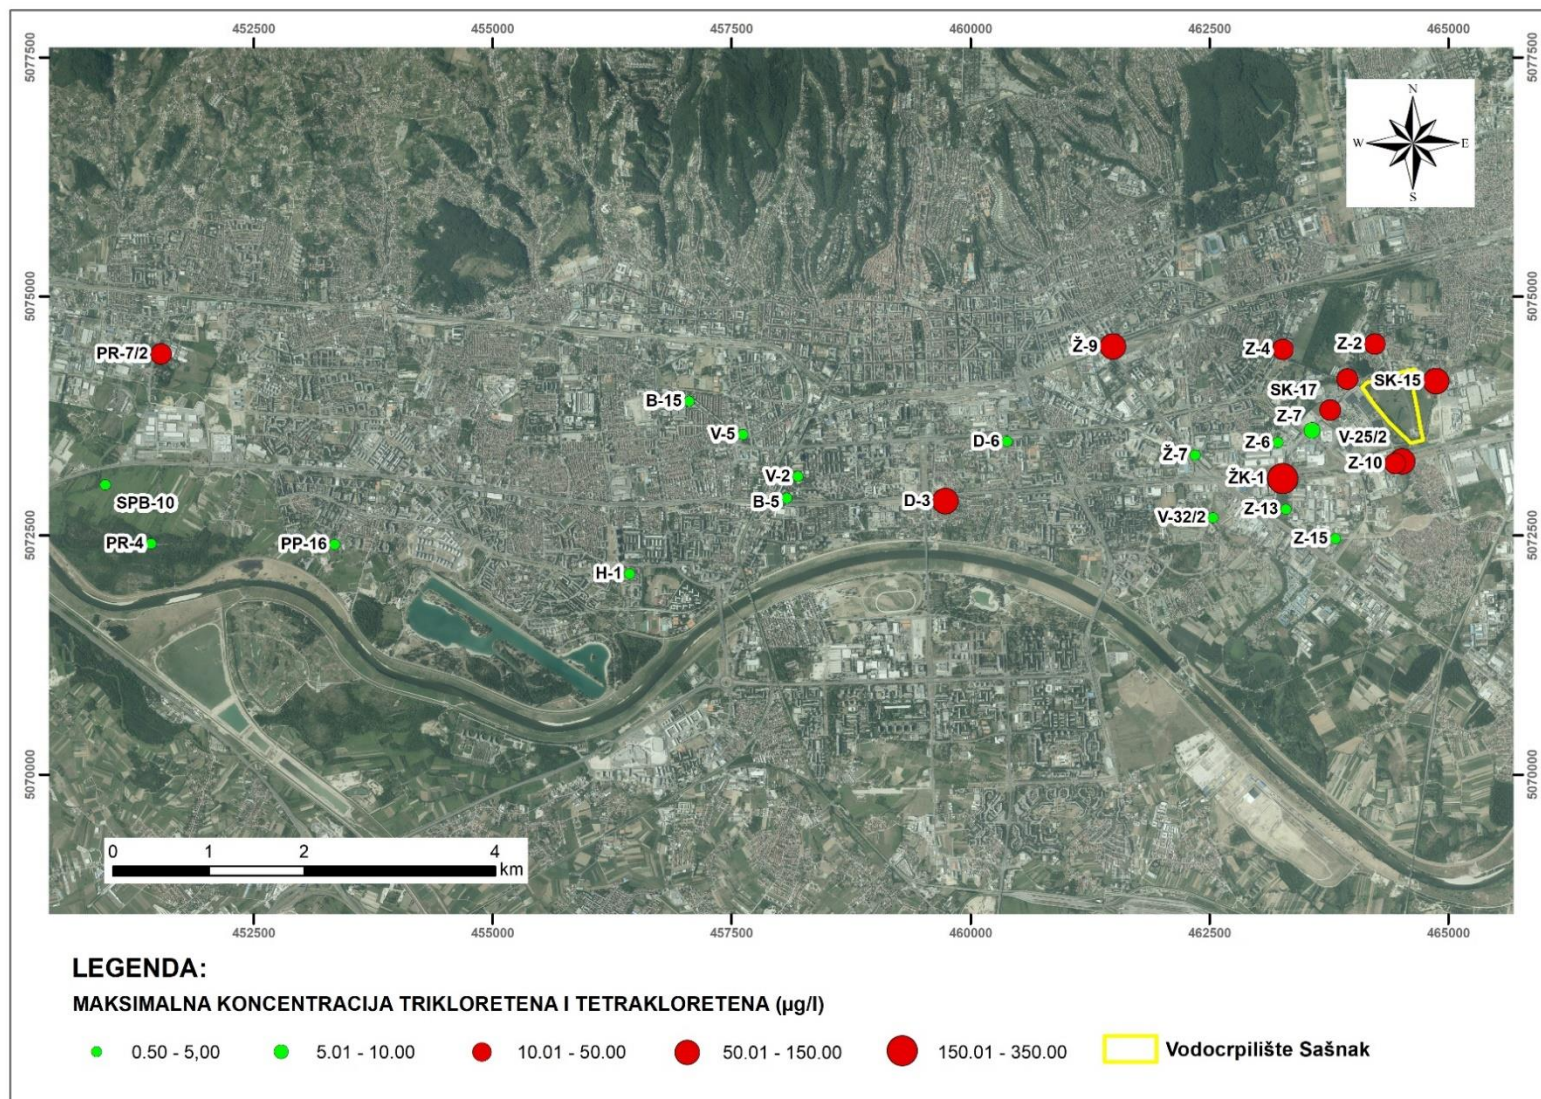 452500 455000 457500 460000 462500 465000
5077500 5077500
N
W E
S
5075000 5075000
PR-7/2 Ž-9 Z-4 Z-2
SK-17 SK-15
B-15
Z-7
V-5 D-6 Z-6 V-25/2
Ž-7 Z-10
V-2 ŽK-1
SPB-10 B-5 D-3
Z-13
V-32/2
5072500 5072500
PR-4 PP-16 Z-15
H-1
5070000 5070000
0 1 2 4
km
452500 455000 457500 460000 462500 465000
LEGENDA:
MAKSIMALNA KONCENTRACIJA TRIKLORETENA I TETRAKLORETENA (µg/l)
0.50 - 5,00 5.01 - 10.00 10.01 - 50.00 50.01 - 150.00 150.01 - 350.00 Vodocrpilište Sašnak